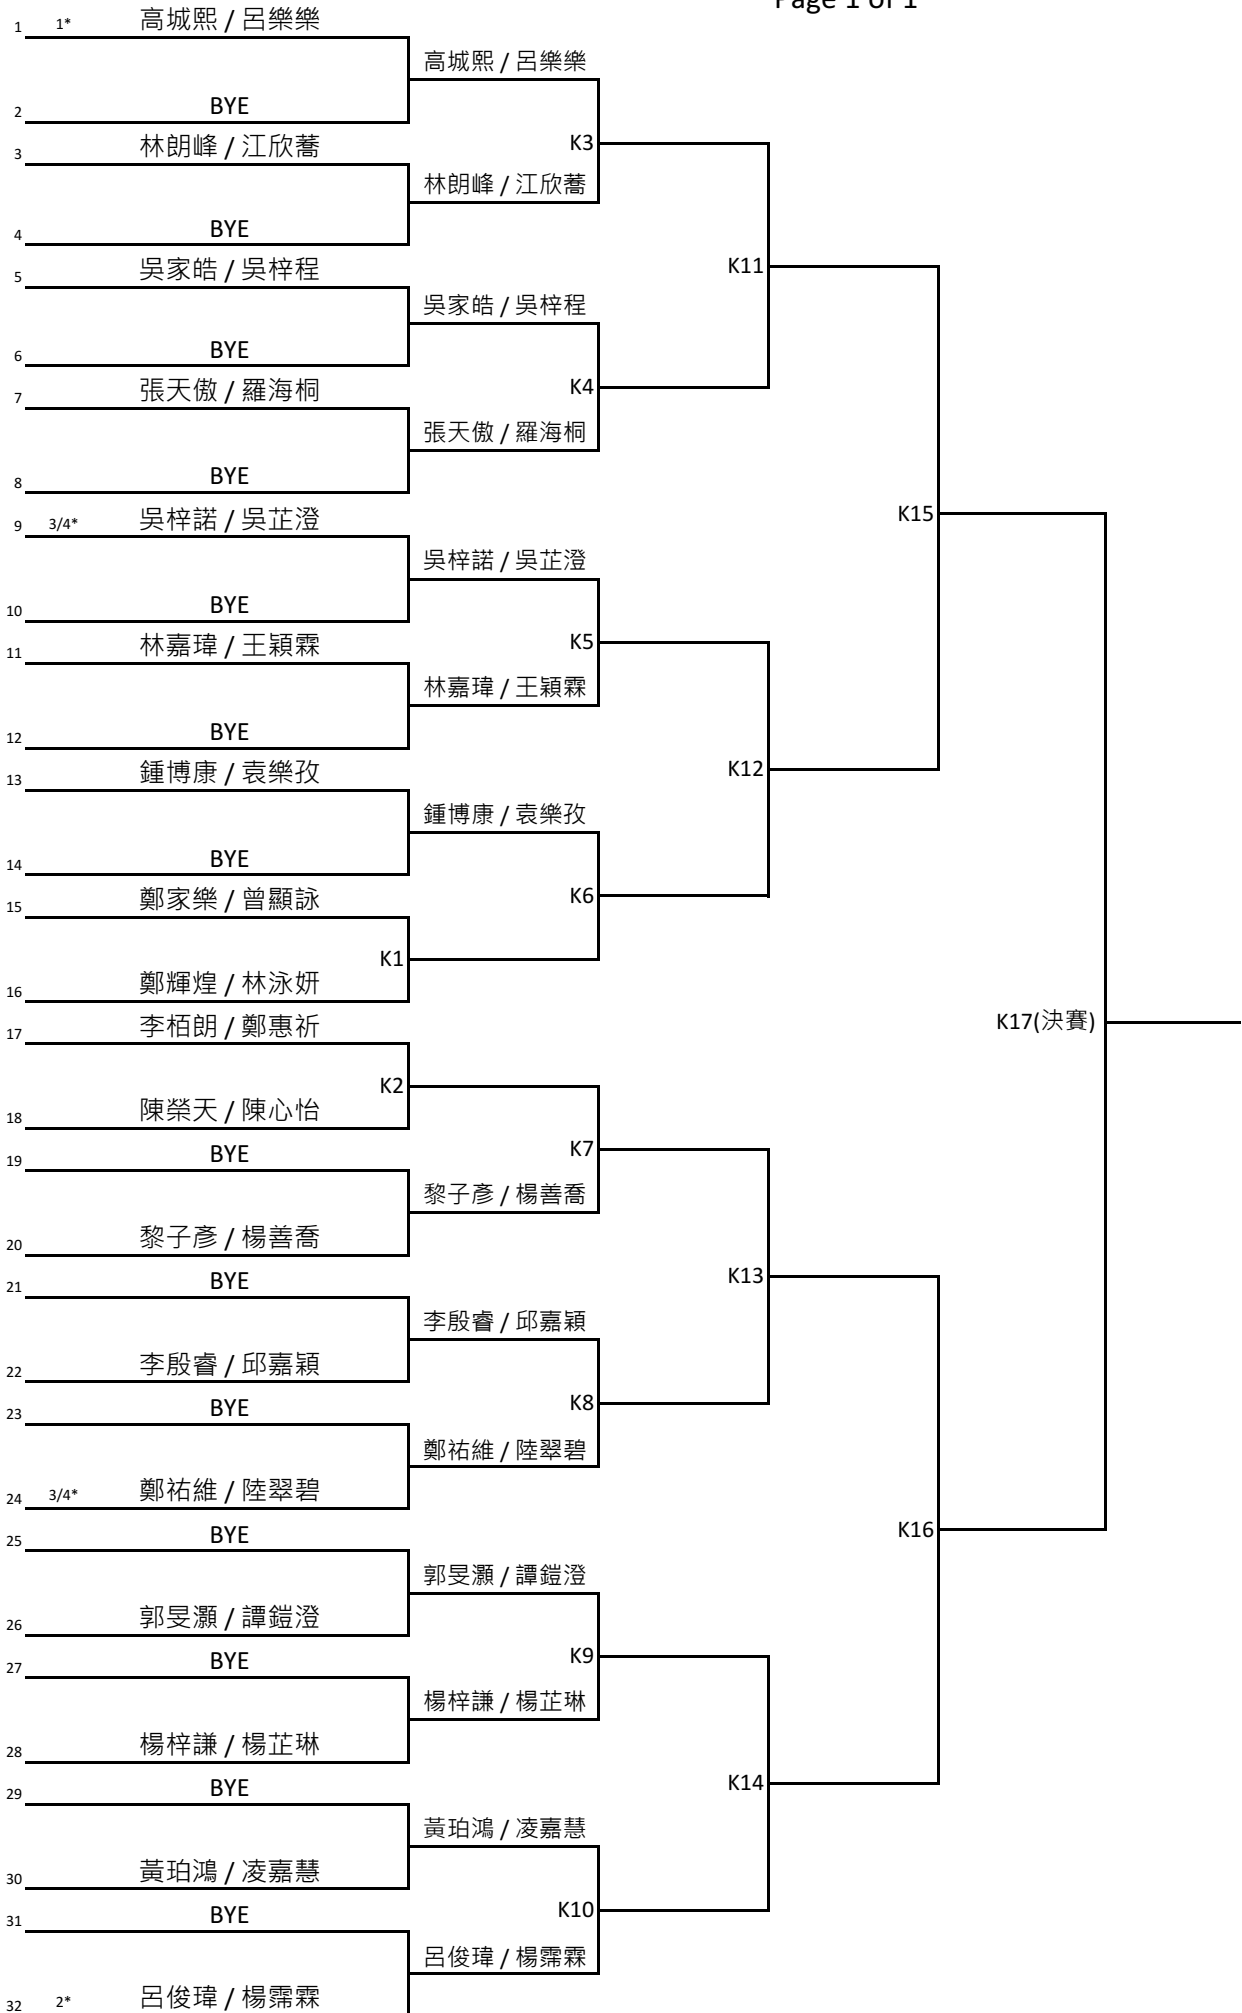 Page 1 of 1
1 1* 高城熙 / 呂樂樂
高城熙 / 呂樂樂
2 BYE
3 林朗峰 / 江欣蕎
K3
林朗峰 / 江欣蕎
4 BYE
5 吳家皓 / 吳梓程
K11
吳家皓 / 吳梓程
6 BYE
7 張天傲 / 羅海桐
K4
張天傲 / 羅海桐
8 BYE
9 3/4* 吳梓諾 / 吳芷澄
K15
吳梓諾 / 吳芷澄
10 BYE
11 林嘉瑋 / 王穎霖
K5
林嘉瑋 / 王穎霖
12 BYE
13 鍾博康 / 袁樂孜
K12
鍾博康 / 袁樂孜
14 BYE
15 鄭家樂 / 曾顯詠
K6
K1
16 鄭輝煌 / 林泳妍
17 李栢朗 / 鄭惠祈
K17(決賽)
K2
18 陳榮天 / 陳心怡
19 BYE
K7
黎子彥 / 楊善喬
20 黎子彥 / 楊善喬
21 BYE
K13
李殷睿 / 邱嘉穎
22 李殷睿 / 邱嘉穎
23 BYE
K8
鄭祐維 / 陸翠碧
24 3/4* 鄭祐維 / 陸翠碧
25 BYE
K16
郭旻灝 / 譚鎧澄
26 郭旻灝 / 譚鎧澄
27 BYE
K9
楊梓謙 / 楊芷琳
28 楊梓謙 / 楊芷琳
29 BYE
K14
黃珀鴻 / 凌嘉慧
30 黃珀鴻 / 凌嘉慧
31 BYE
K10
呂俊瑋 / 楊霈霖
32 2* 呂俊瑋 / 楊霈霖